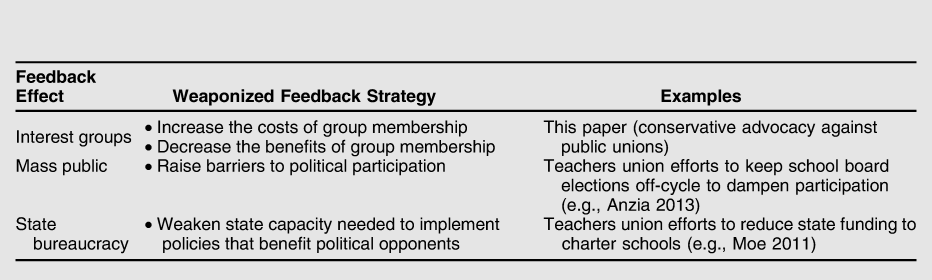 Feedback
Effect Weaponized Feedback Strategy Examples
Interest groups • Increase the costs of group membership This paper (conservative advocacy against
• Decrease the benefits of group membership public unions)
Mass public • Raise barriers to political participation Teachers union efforts to keep school board
elections off-cycle to dampen participation
(e.g., Anzia 2013)
State • Weaken state capacity needed to implement Teachers union efforts to reduce state funding to
bureaucracy policies that benefit political opponents charter schools (e.g., Moe 2011)